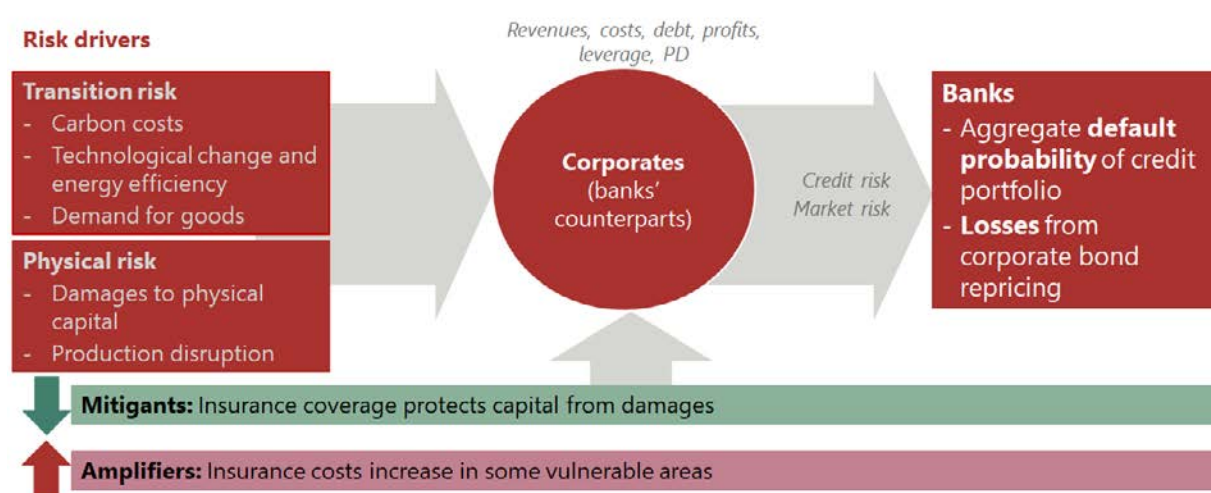 Risk drivers
Transition risk
- Carbon costs
- Technological change and
energy efficiency
- Demand for goods
Physical risk
- Damages to physical
capital
- Production disruption
Revenues, costs, debt, profits,
leverage, PD
Corporates
(banks'
counterparts)
Credit risk
Market risk
Banks
- Aggregate default
probability of credit
portfolio
- Losses from
corporate bond
repricing
Mitigants: Insurance coverage protects capital from damages
Amplifiers: Insurance costs increase in some vulnerable areas